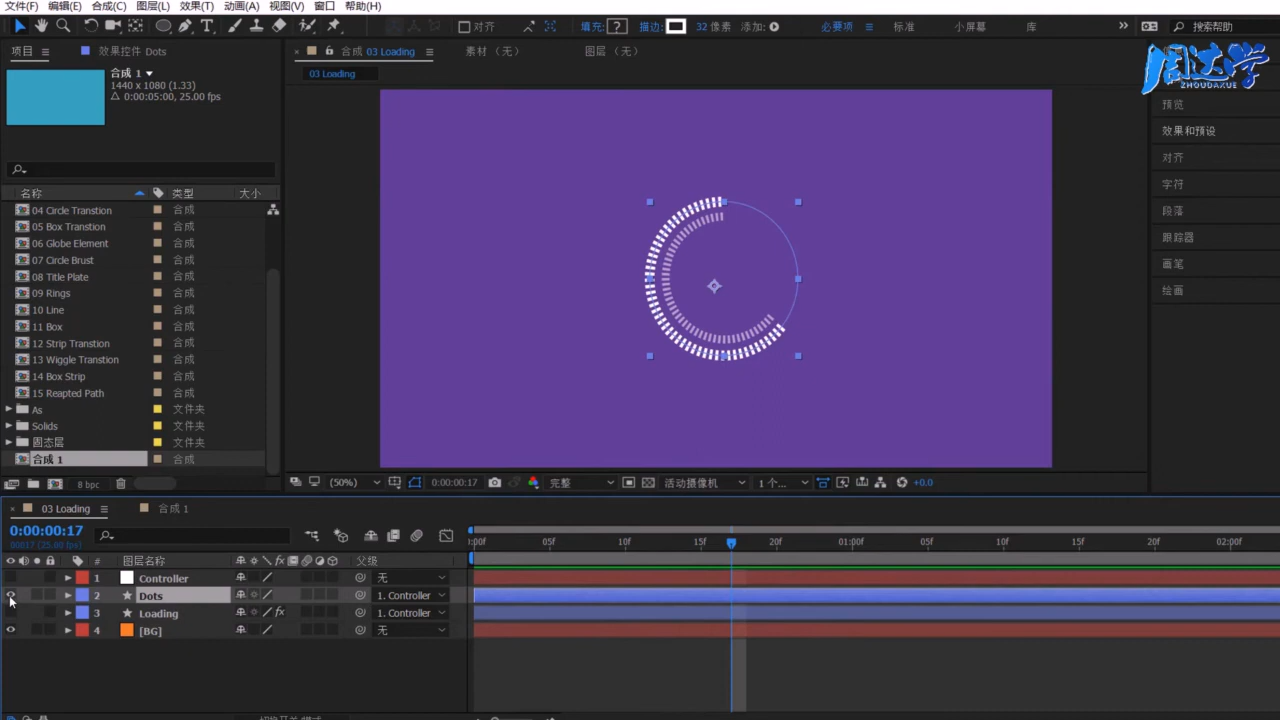 文件(F) 编辑(E) 合成(C) 图层(L) 效果(T) 动画(A) 视图(V) 窗口 帮助(H)
对齐 填充: ? 描边: 32 像素 添加: 必要项 标准 小屏幕 库 搜索帮助
项目 效果控件 Dots 合成 03 Loading 素材 (无) 图层 (无)
周达学
ZHOUDAXUE
03 Loading
合成 1
1440 x 1080 (1.33)
Δ 0:00:05:00, 25.00 fps
预览
效果和预设
对齐
字符
段落
跟踪器
画笔
绘画
名称 类型 大小
04 Circle Transtion 合成
05 Box Transtion 合成
06 Globe Element 合成
07 Circle Brust 合成
08 Title Plate 合成
09 Rings 合成
10 Line 合成
11 Box 合成
12 Strip Transtion 合成
13 Wiggle Transtion 合成
14 Box Strip 合成
15 Reapted Path 合成
As 文件夹
Solids 文件夹
固态层 文件夹
合成 1 合成
8 bpc (50%) 0:00:00:17 完整 活动摄像机 1 个... +0.0
03 Loading 合成 1
0:00:00:17
00017 (25.00 fps)
:00f 05f 10f 15f 20f 01:00f 05f 10f 15f 20f 02:00f
# 图层名称 fx 父级
1 Controller 无
2 Dots 1. Controller
3 Loading fx 1. Controller
4 [BG] 无